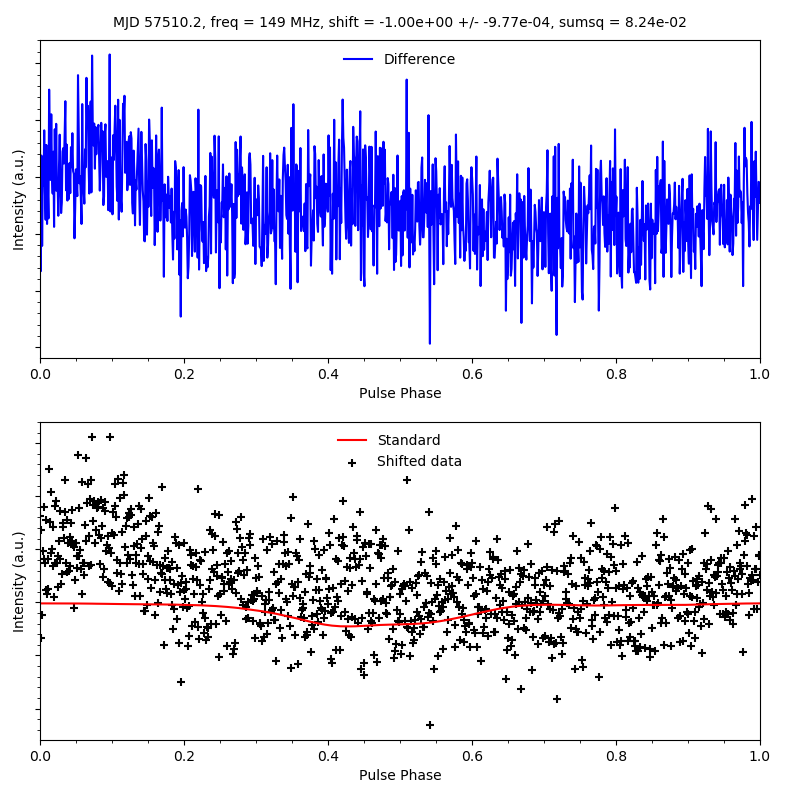 MJD 57510.2, freq = 149 MHz, shift = -1.00e+00 +/- -9.77e-04, sumsq = 8.24e-02
Difference
Intensity (a.u.)
0.0 0.2 0.4 0.6 0.8 1.0
Pulse Phase
Standard
Shifted data
Intensity (a.u.)
0.0 0.2 0.4 0.6 0.8 1.0
Pulse Phase